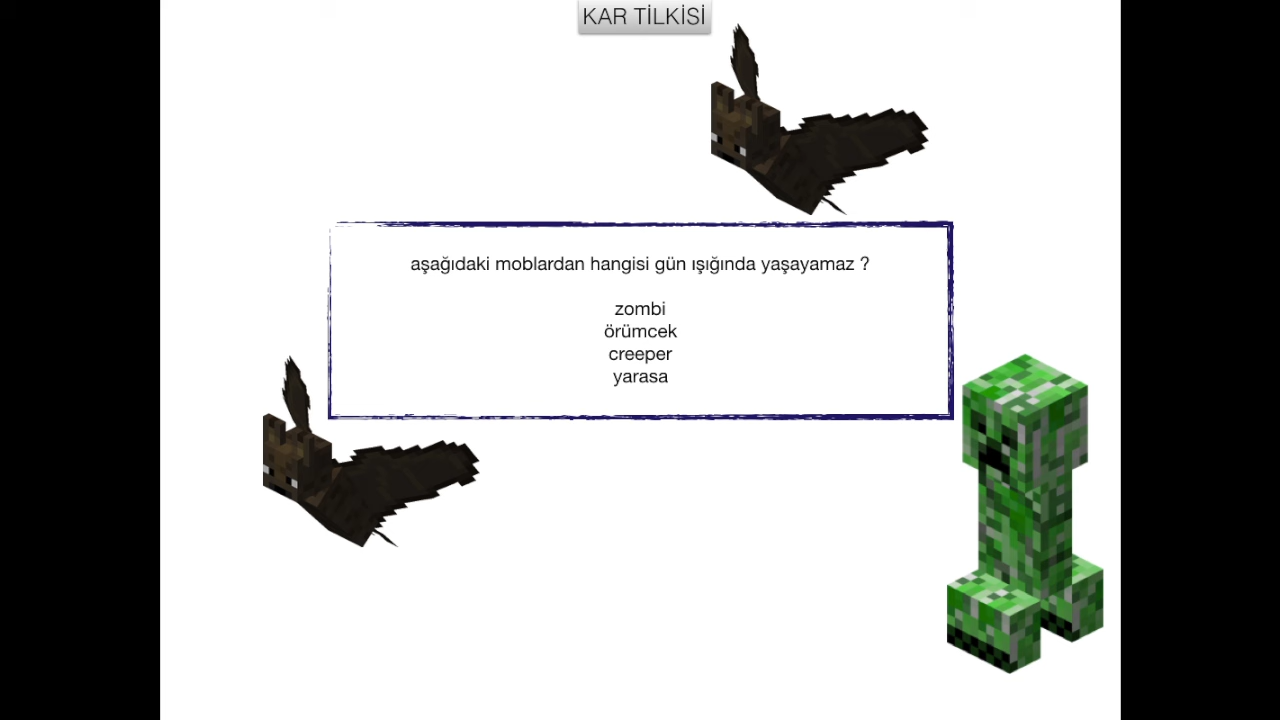 KAR TİLKİSİ
aşağıdaki moblardan hangisi gün ışığında yaşayamaz ?
zombi
örümcek
creeper
yarasa